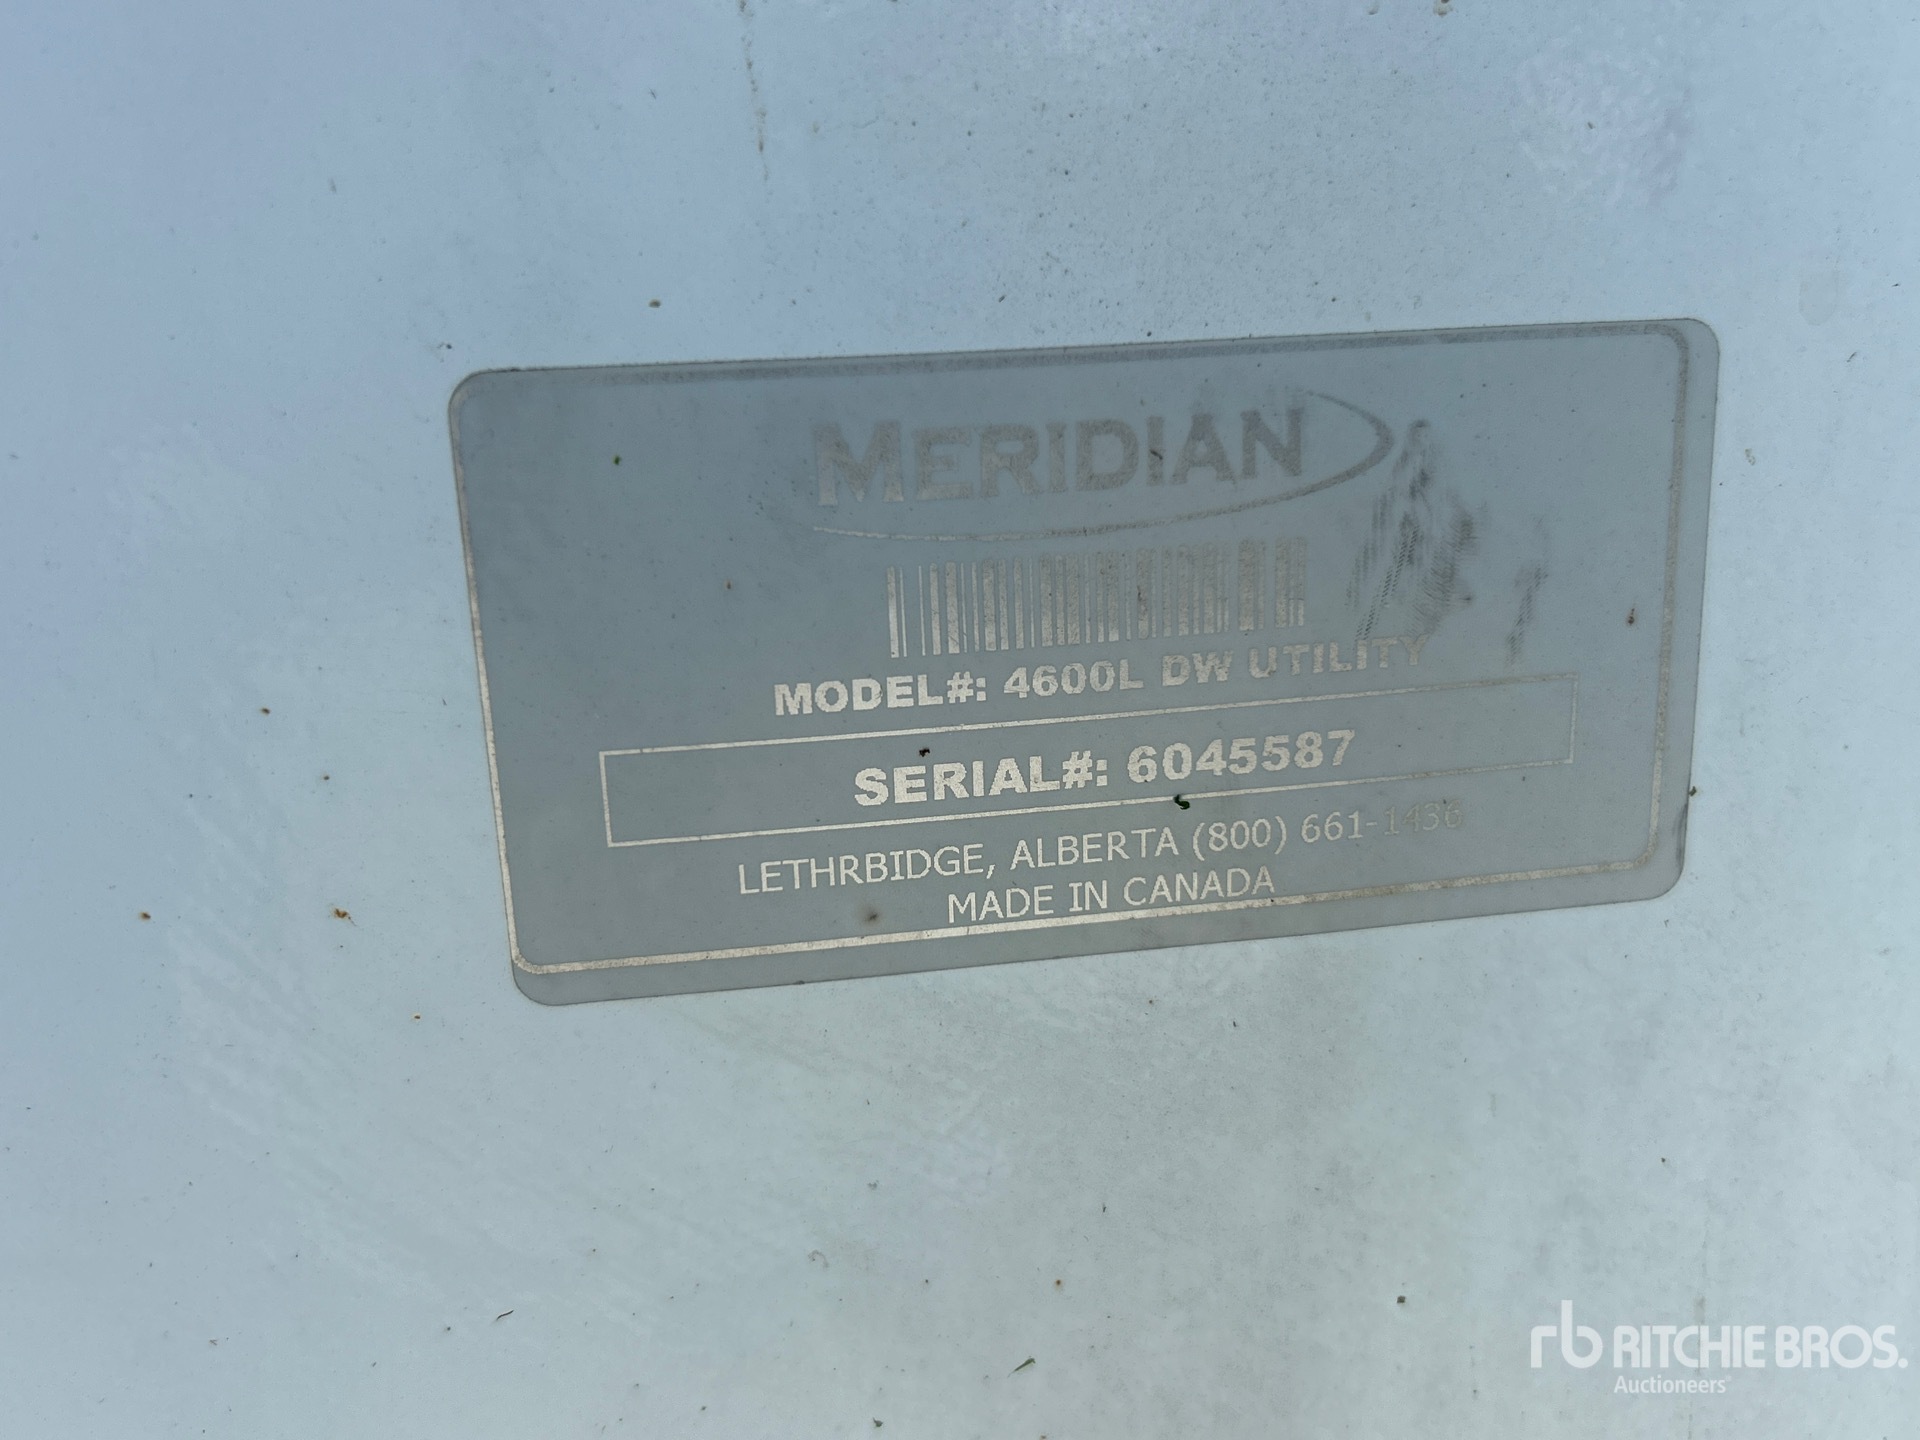 MERIDIAN
MODEL#: 4600L DW UTILITY
SERIAL#: 6045587
LETHRBIDGE, ALBERTA (800) 661-1436
MADE IN CANADA
rb RITCHIE BROS.
Auctioneers